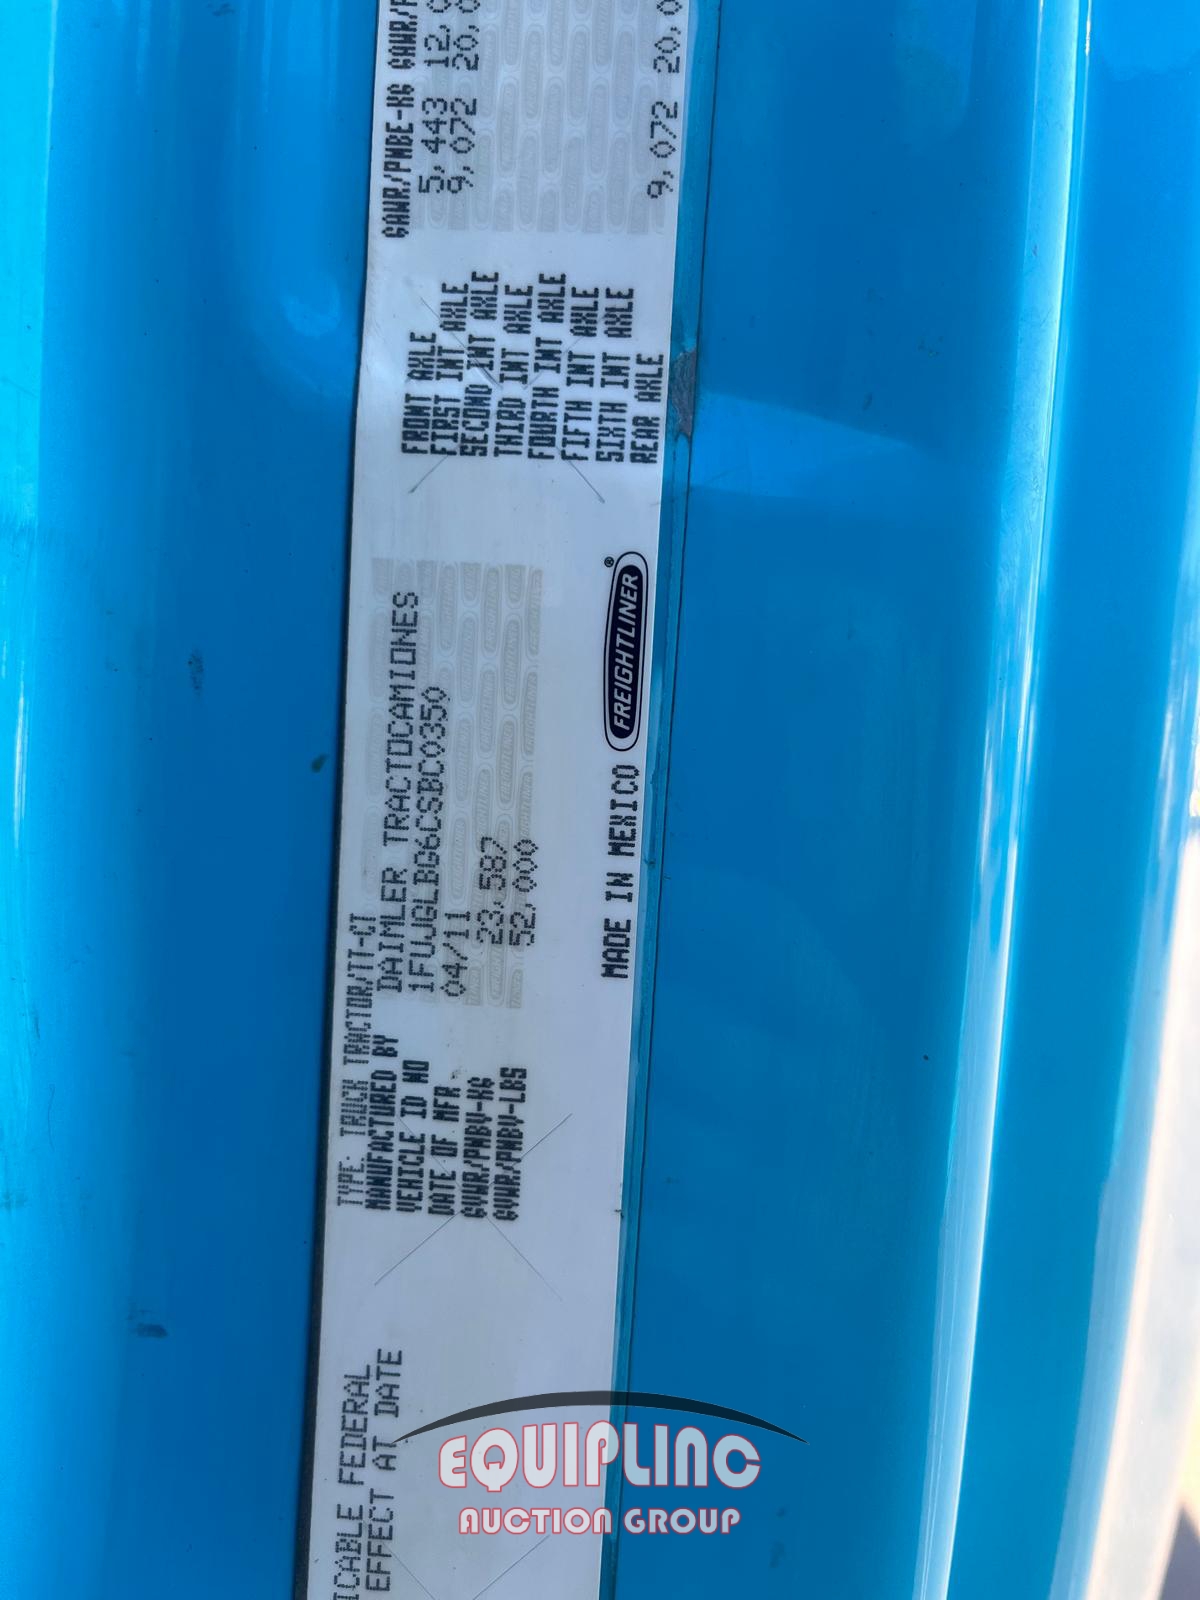 ICABLE FEDERAL
EFFECT AT DATE
TYPE: TRUCK TRACTOR/TT-CT
MANUFACTURED BY DAIMLER TRACTOCAMIONES
VEHICLE ID NO 1FUJGLBG6CSBC0350
DATE OF MFR 04/11
GVWR/PNBV-KG 23,587
GVWR/PNBV-LBS 52,000
MADE IN MEXICO
FREIGHTLINER®
GAWR/PNBE-KG GAWR/P
FRONT AXLE 5,443 12,0
FIRST INT AXLE 9,072 20,0
SECOND INT AXLE
THIRD INT AXLE
FOURTH INT AXLE
FIFTH INT AXLE
SIXTH INT AXLE
REAR AXLE 9,072 20,0
EQUIPLINC
AUCTION GROUP